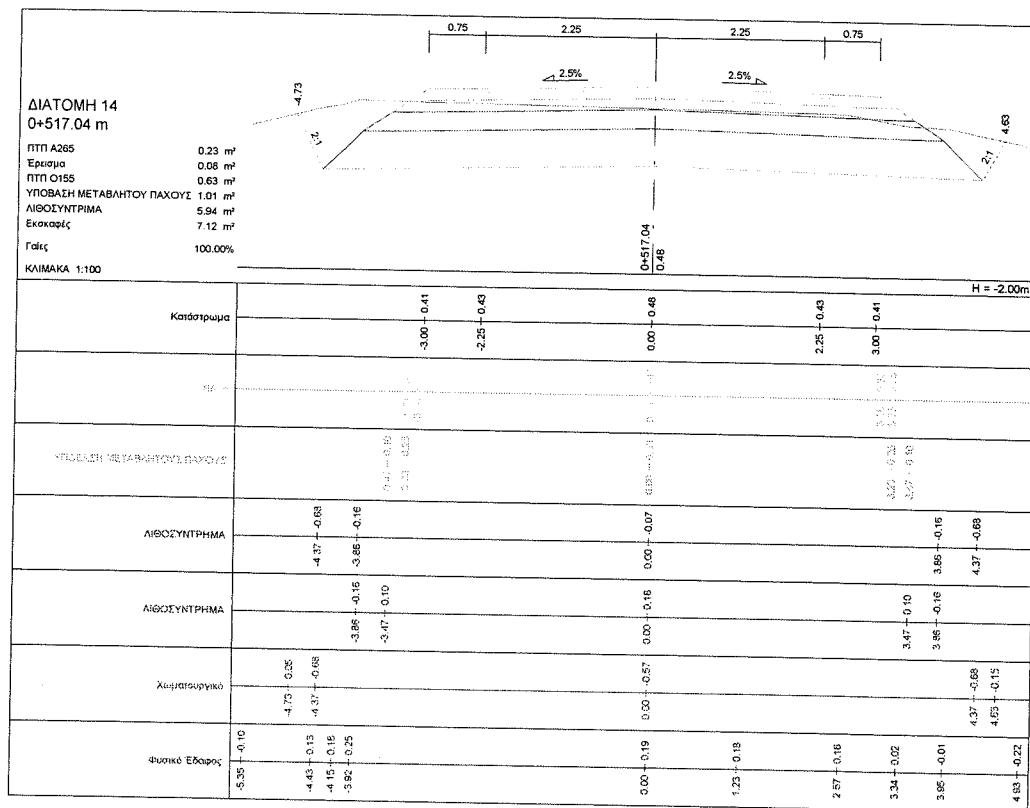 0.75 2.25 2.25 0.75
2.5% 2.5%
-4.73
4.63
2:1
2:1
ΔΙΑΤΟΜΗ 14
0+517.04 m
ΠΤΠ Α265 0.23 m²
Έρεισμα 0.08 m²
ΠΤΠ Ο155 0.63 m²
ΥΠΟΒΑΣΗ ΜΕΤΑΒΛΗΤΟΥ ΠΑΧΟΥΣ 1.01 m²
ΛΙΘΟΣΥΝΤΡΙΜΑ 5.94 m²
Εκσκαφές 7.12 m²
Γαίες 100.00%
ΚΛΙΜΑΚΑ 1:100
0+517.04
0.48
H = -2.00m
Κατάστρωμα
-3.00 0.41
-2.25 0.43
0.00 0.48
2.25 0.43
3.00 0.41
ΥΠΟΒΑΣΗ ΜΕΤΑΒΛΗΤΟΥ ΠΑΧΟΥΣ
ΛΙΘΟΣΥΝΤΡΗΜΑ
-4.37 -0.68
-3.86 -0.16
0.00 -0.07
3.86 -0.16
4.37 -0.68
ΛΙΘΟΣΥΝΤΡΗΜΑ
-3.86 -0.16
-3.47 0.10
0.00 0.16
3.47 0.10
3.86 -0.16
Χωματουργικό
-4.73 0.05
-4.37 -0.68
0.00 -0.57
4.37 -0.68
4.63 -0.15
Φυσικό Έδαφος
-5.35 -0.10
-4.43 0.15
-4.15 0.18
-3.92 0.25
0.00 0.19
1.23 0.18
2.57 0.16
3.34 0.02
3.95 -0.01
4.93 -0.22